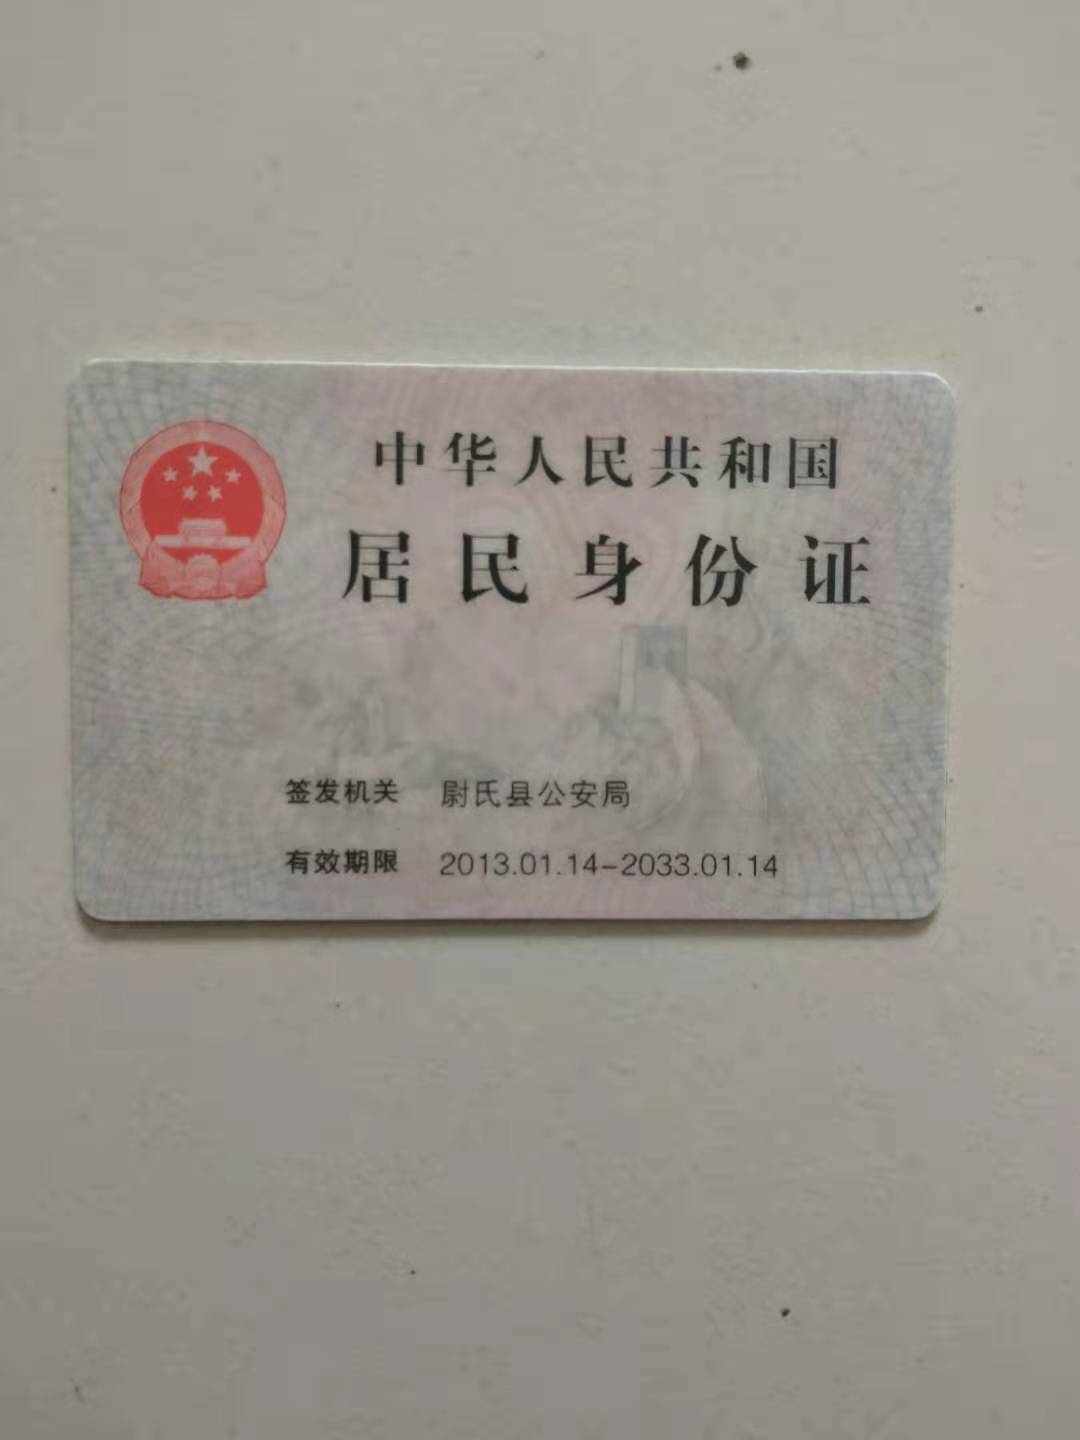 中华人民共和国
居民身份证
签发机关 尉氏县公安局
有效期限 2013.01.14-2033.01.14